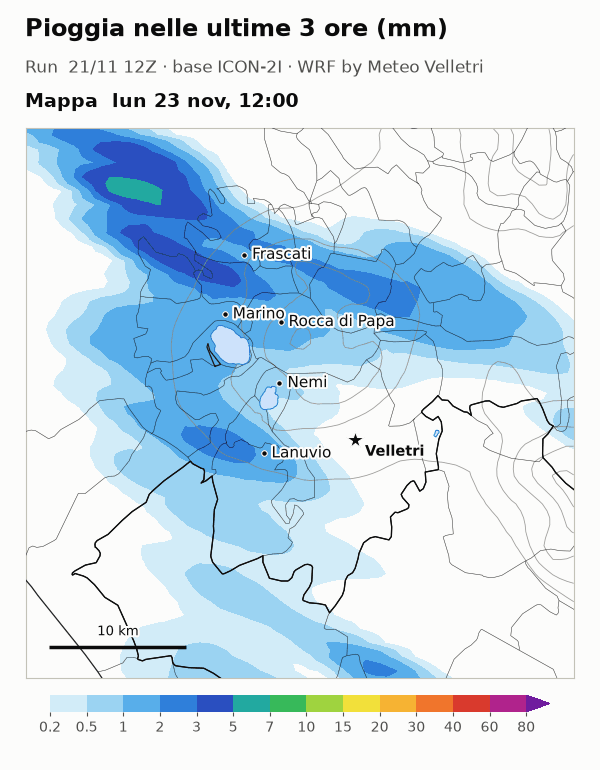 Pioggia nelle ultime 3 ore (mm)
Run  21/11 12Z · base ICON-2I · WRF by Meteo Velletri
Mappa  lun 23 nov, 12:00
Frascati
Marino
Rocca di Papa
Nemi
Velletri
Lanuvio
10 km
0.2 0.5 1 2 3 5 7 10 15 20 30 40 60 80